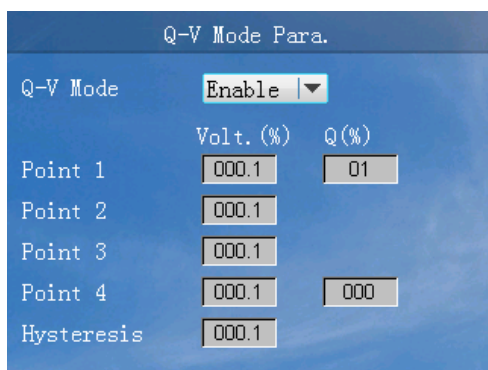 Q-V Mode Para.
Q-V Mode Enable
Volt.(%) Q(%)
Point 1 000.1 01
Point 2 000.1
Point 3 000.1
Point 4 000.1 000
Hysteresis 000.1